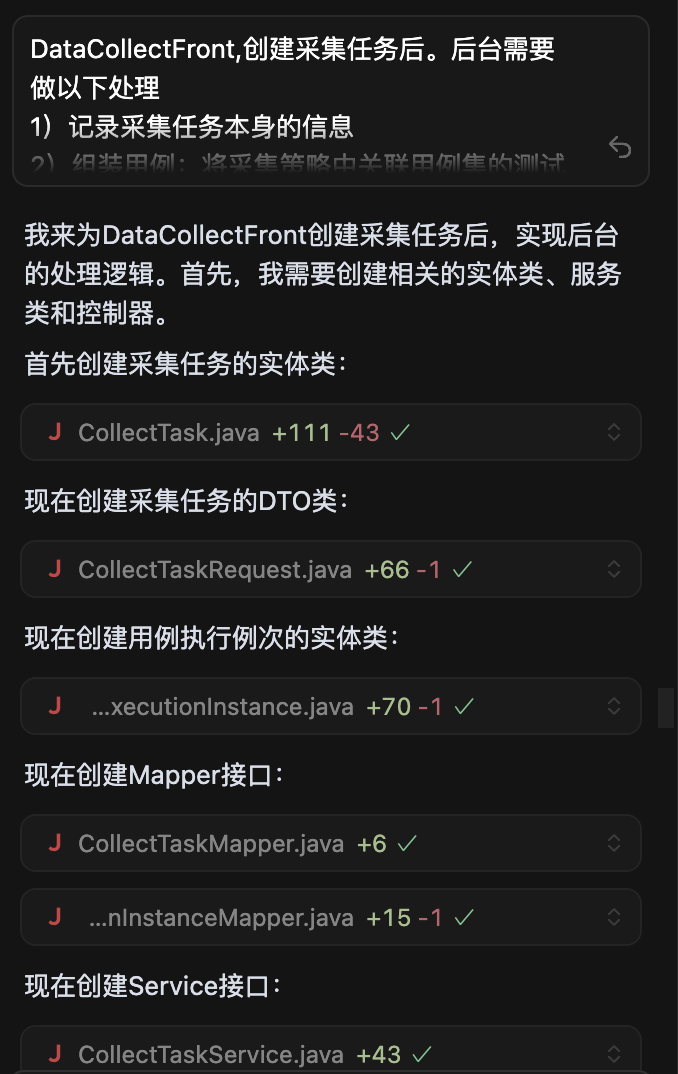 DataCollectFront,创建采集任务后。后台需要
做以下处理
1）记录采集任务本身的信息
2）组装用例：将采集策略中关联用例集的测试
我来为DataCollectFront创建采集任务后，实现后台
的处理逻辑。首先，我需要创建相关的实体类、服务
类和控制器。
首先创建采集任务的实体类：
J CollectTask.java +111 -43
现在创建采集任务的DTO类：
J CollectTaskRequest.java +66 -1
现在创建用例执行例次的实体类：
J ...xecutionInstance.java +70 -1
现在创建Mapper接口：
J CollectTaskMapper.java +6
J ...nInstanceMapper.java +15 -1
现在创建Service接口：
J CollectTaskService.java +43